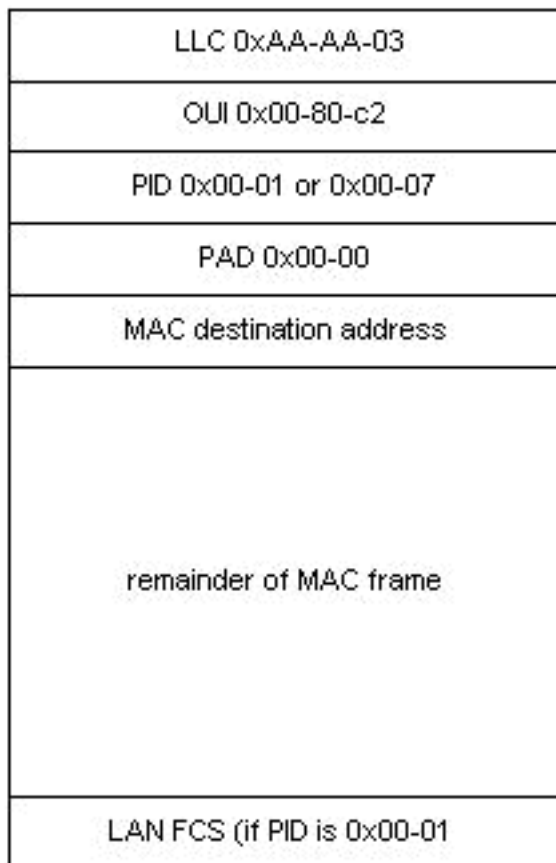 LLC 0xAA-AA-03
OUI 0x00-80-c2
PID 0x00-01 or 0x00-07
PAD 0x00-00
MAC destination address
remainder of MAC frame
LAN FCS (if PID is 0x00-01